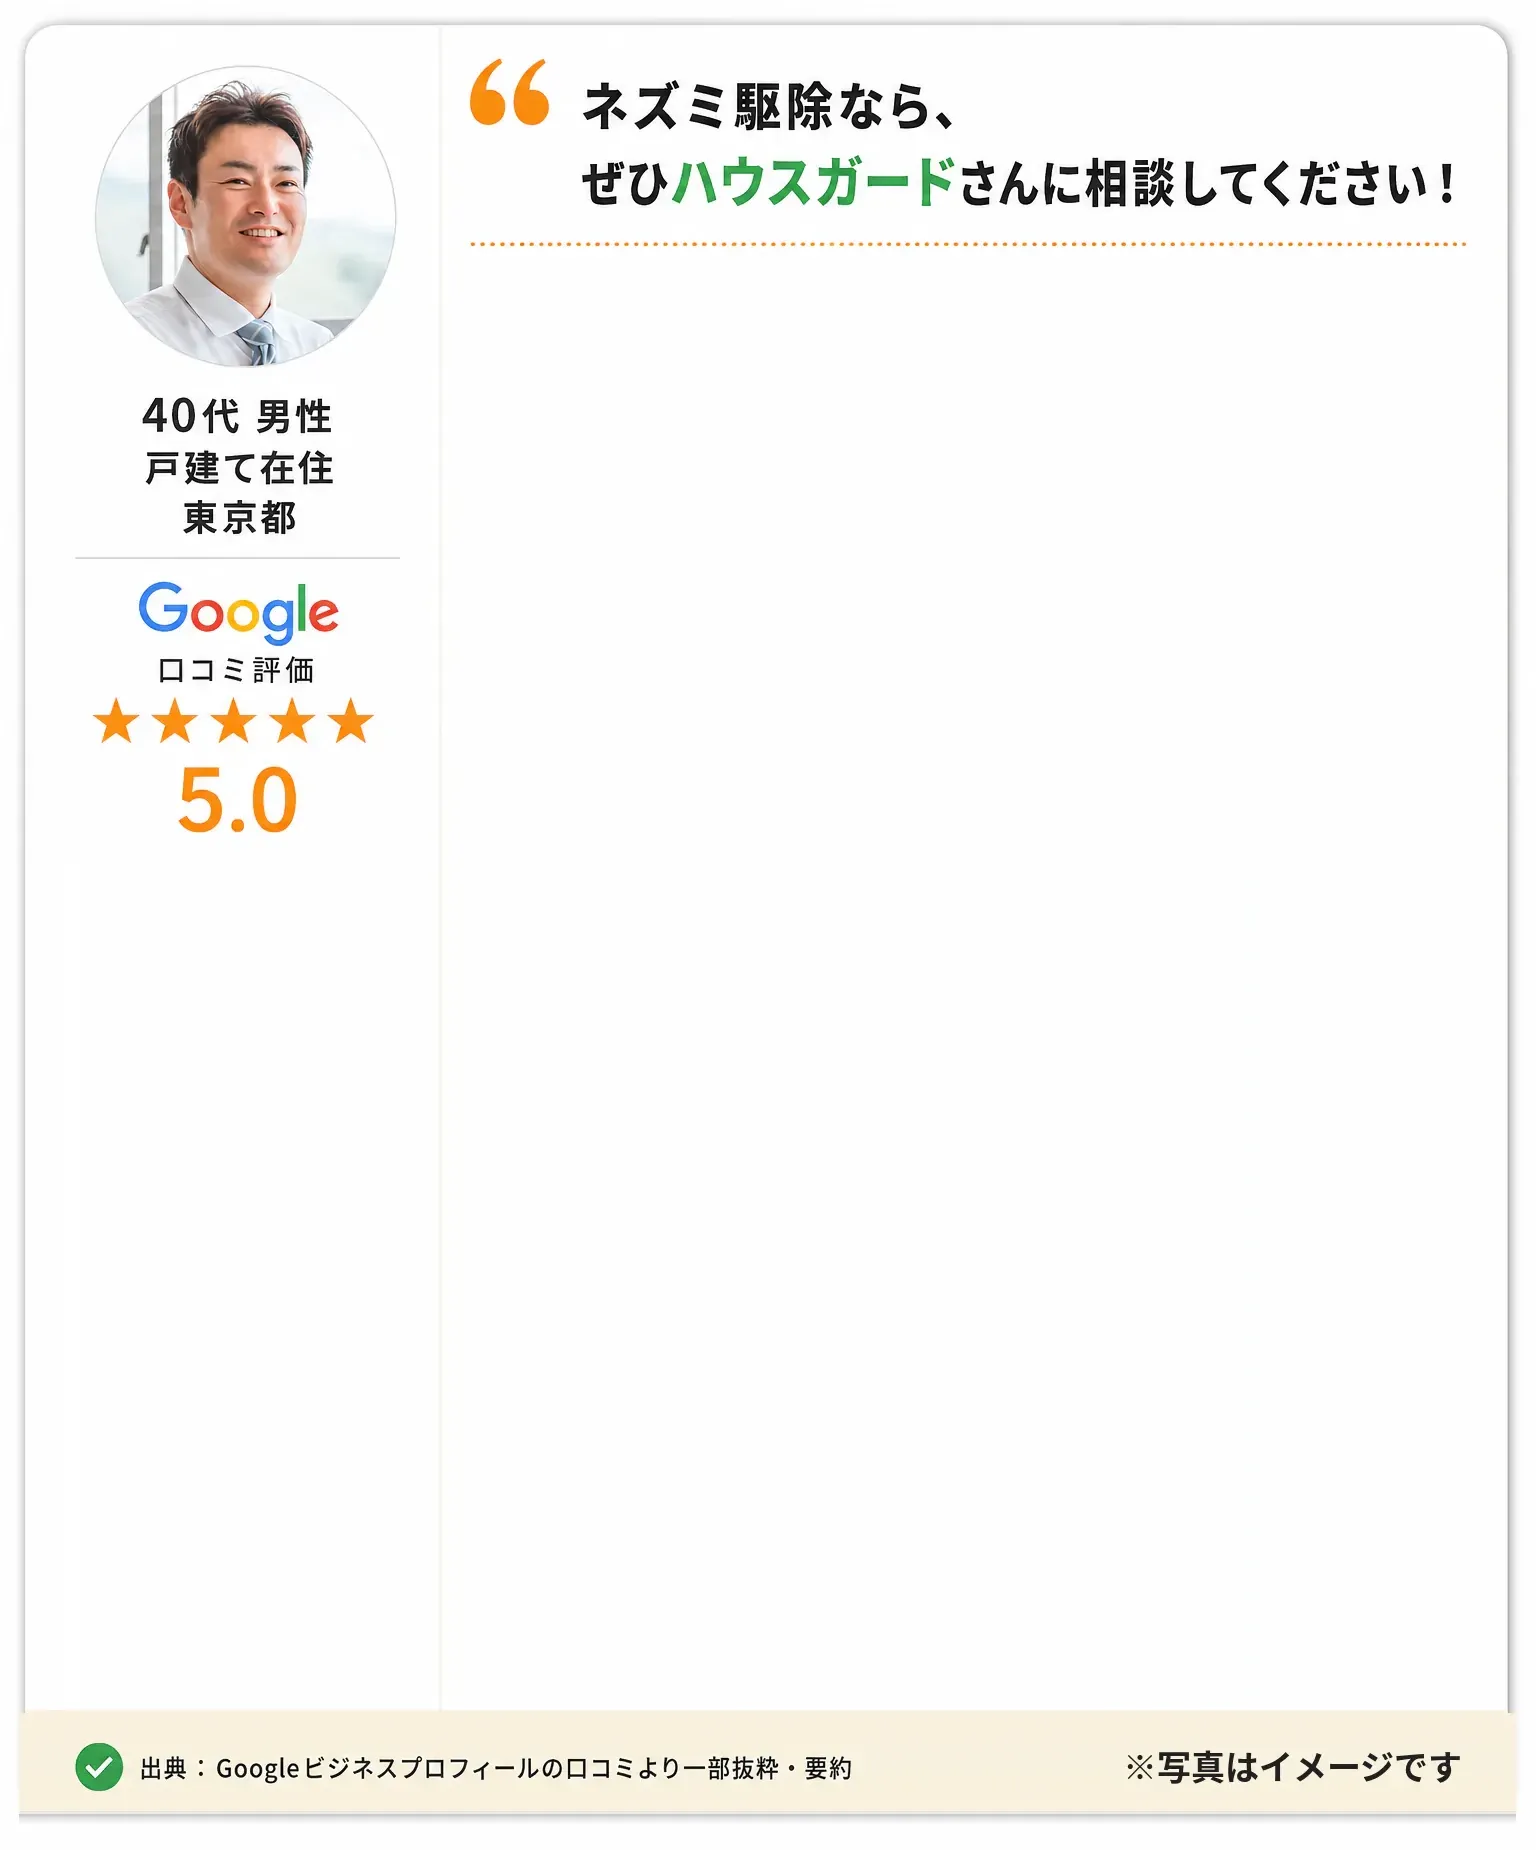 ネズミ駆除なら、
ぜひハウスガードさんに相談してください！
40代 男性
戸建て在住
東京都
Google
口コミ評価
★★★★★
5.0
出典：Googleビジネスプロフィールの口コミより一部抜粋・要約
※写真はイメージです